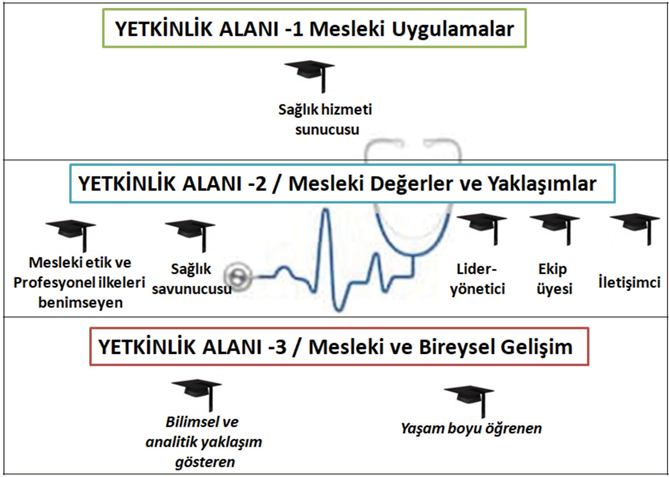 YETKİNLİK ALANI -1 Mesleki Uygulamalar
Sağlık hizmeti
sunucusu
YETKİNLİK ALANI -2 / Mesleki Değerler ve Yaklaşımlar
Mesleki etik ve
Profesyonel ilkeleri
benimseyen
Sağlık
savunucusu
Lider-
yönetici
Ekip
üyesi
İletişimci
YETKİNLİK ALANI -3 / Mesleki ve Bireysel Gelişim
Bilimsel ve
analitik yaklaşım
gösteren
Yaşam boyu öğrenen